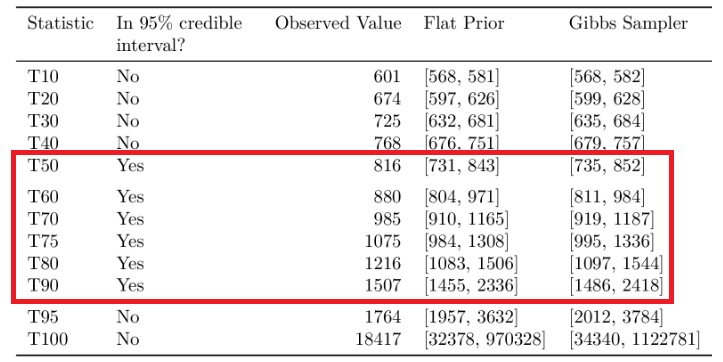 Statistic In 95% credible interval? Observed Value Flat Prior Gibbs Sampler
T10 No 601 [568, 581] [568, 582]
T20 No 674 [597, 626] [599, 628]
T30 No 725 [632, 681] [635, 684]
T40 No 768 [676, 751] [679, 757]
T50 Yes 816 [731, 843] [735, 852]
T60 Yes 880 [804, 971] [811, 984]
T70 Yes 985 [910, 1165] [919, 1187]
T75 Yes 1075 [984, 1308] [995, 1336]
T80 Yes 1216 [1083, 1506] [1097, 1544]
T90 Yes 1507 [1455, 2336] [1486, 2418]
T95 No 1764 [1957, 3632] [2012, 3784]
T100 No 18417 [32378, 970328] [34340, 1122781]